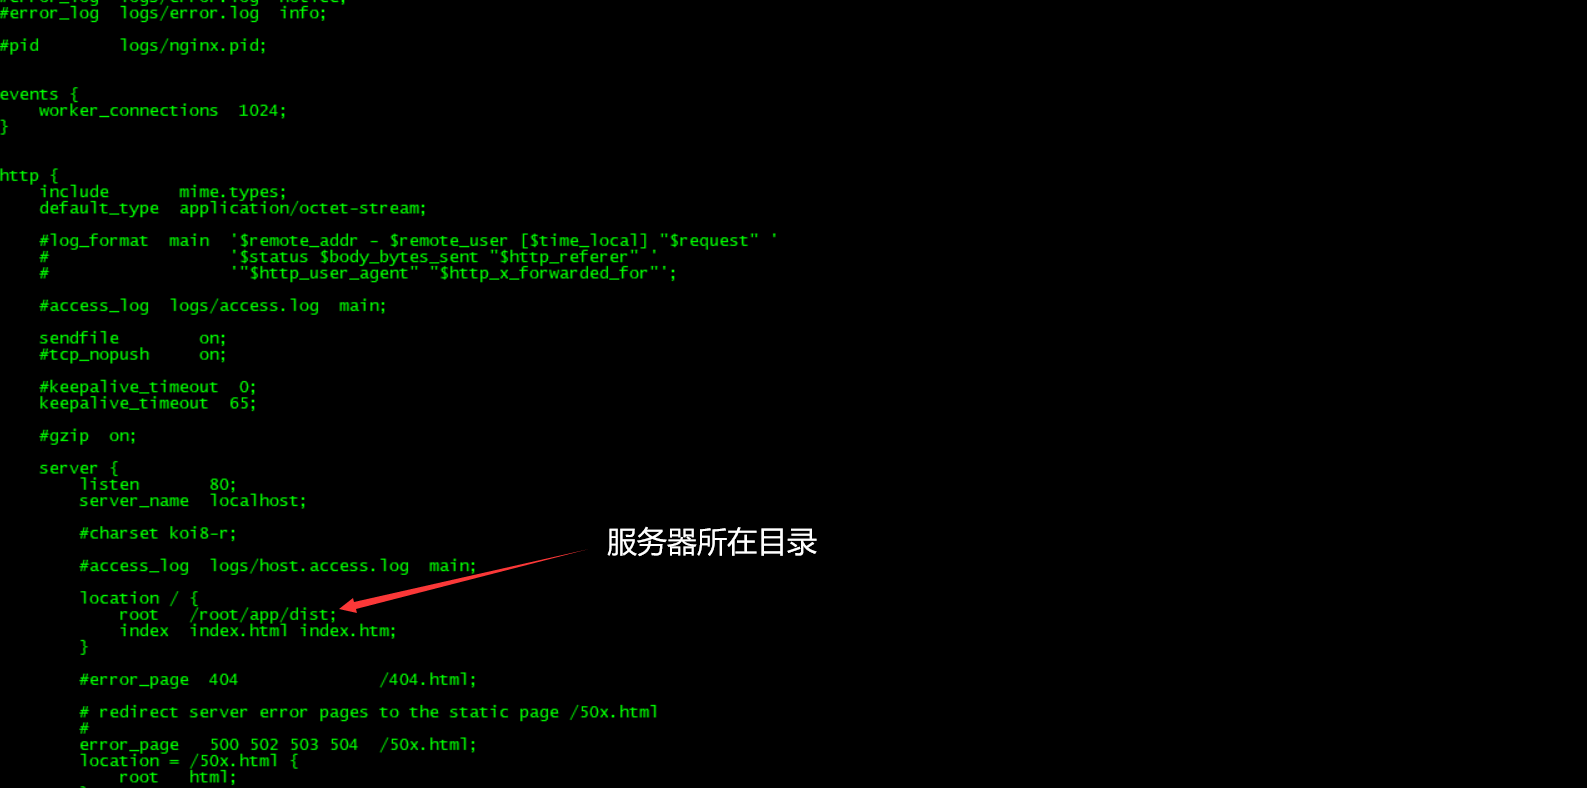 #error_log  logs/error.log  notice;
#error_log  logs/error.log  info;
#pid        logs/nginx.pid;
events {
    worker_connections  1024;
}
http {
    include       mime.types;
    default_type  application/octet-stream;
    #log_format  main  '$remote_addr - $remote_user [$time_local] "$request" '
    #                  '$status $body_bytes_sent "$http_referer" '
    #                  '"$http_user_agent" "$http_x_forwarded_for"';
    #access_log  logs/access.log  main;
    sendfile        on;
    #tcp_nopush     on;
    #keepalive_timeout  0;
    keepalive_timeout  65;
    #gzip  on;
    server {
        listen       80;
        server_name  localhost;
        #charset koi8-r;
服务器所在目录
        #access_log  logs/host.access.log  main;
        location / {
            root   /root/app/dist;
            index  index.html index.htm;
        }
        #error_page  404              /404.html;
        # redirect server error pages to the static page /50x.html
        #
        error_page   500 502 503 504  /50x.html;
        location = /50x.html {
            root   html;